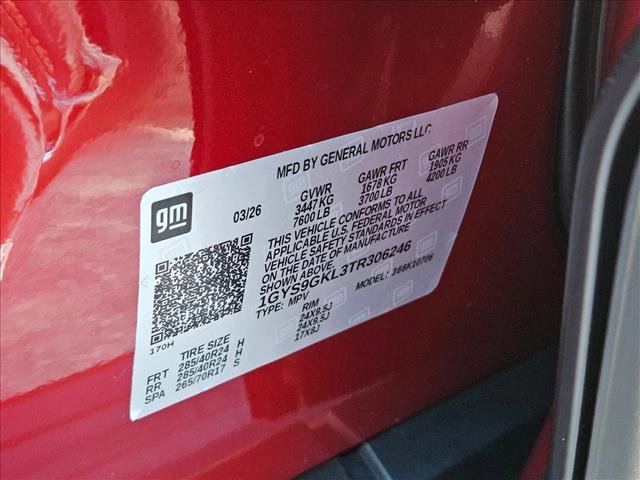 MFD BY GENERAL MOTORS LLC
gm
03/26
GVWR GAWR FRT GAWR RR
3447 KG 1678 KG 1905 KG
7600 LB 3700 LB 4200 LB
THIS VEHICLE CONFORMS TO ALL
APPLICABLE U.S. FEDERAL MOTOR
VEHICLE SAFETY STANDARDS IN EFFECT
ON THE DATE OF MANUFACTURE
SHOWN ABOVE.
1GYS9GKL3TR306246
TYPE: MPV MODEL: 366K10706
170H
TIRE SIZE RIM
FRT 285/40R24 H 24X9.5J
RR 285/40R24 H 24X9.5J
SPA 265/70R17 S 17X8J